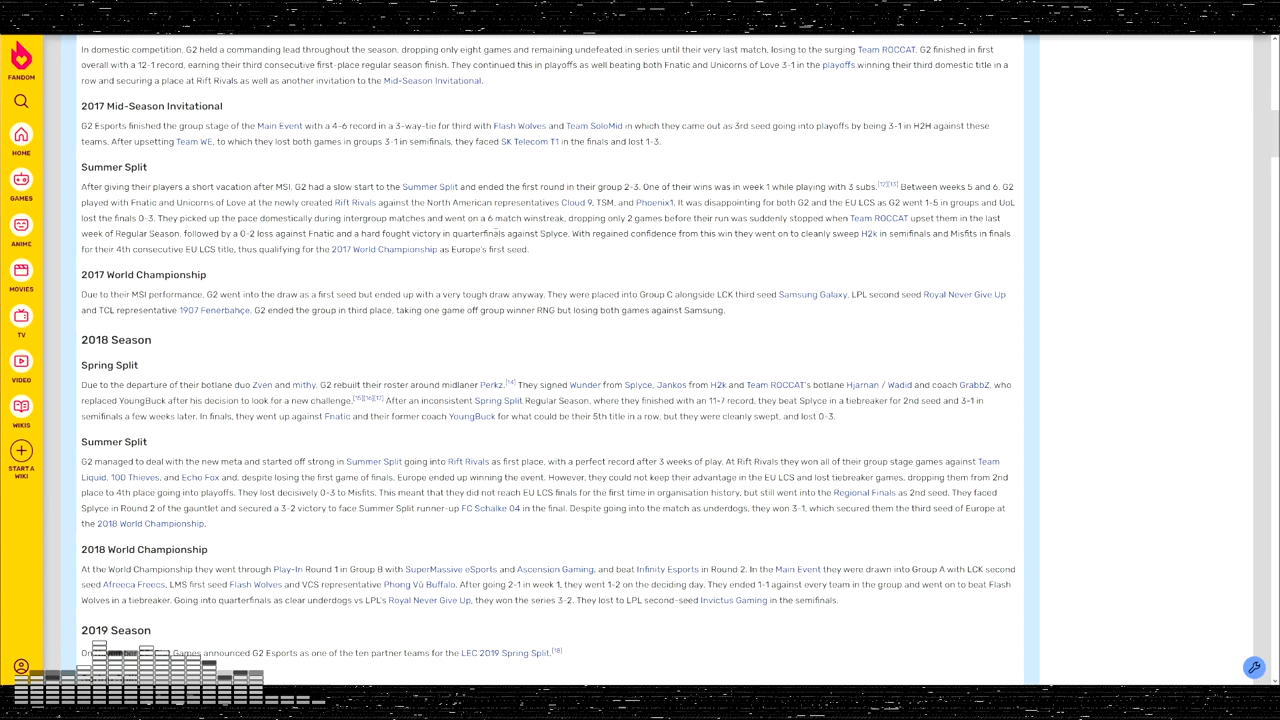 In domestic competition, G2 held a commanding lead throughout the season, dropping only eight games and remaining undefeated in series until their very last match, losing to the surging Team ROCCAT. G2 finished in first
overall with a 12-1 record, earning their third consecutive first-place regular season finish. They continued this in playoffs as well beating both Fnatic and Unicorns of Love 3-1 in the playoffs winning their third domestic title in a
row and securing a place at Rift Rivals as well as another invitation to the Mid-Season Invitational.
FANDOM
HOME
GAMES
ANIME
MOVIES
TV
VIDEO
WIKIS
START A
WIKI
2017 Mid-Season Invitational
G2 Esports finished the group stage of the Main Event with a 4-6 record in a 3-way-tie for third with Flash Wolves and Team SoloMid in which they came out as 3rd seed going into playoffs by being 3-1 in H2H against these
teams. After upsetting Team WE, to which they lost both games in groups 3-1 in semifinals, they faced SK Telecom T1 in the finals and lost 1-3.
Summer Split
After giving their players a short vacation after MSI, G2 had a slow start to the Summer Split and ended the first round in their group 2-3. One of their wins was in week 1 while playing with 3 subs.[12][13] Between weeks 5 and 6, G2
played with Fnatic and Unicorns of Love at the newly created Rift Rivals against the North American representatives Cloud 9, TSM, and Phoenix1. It was disappointing for both G2 and the EU LCS as G2 went 1-5 in groups and UoL
lost the finals 0-3. They picked up the pace domestically during intergroup matches and went on a 6 match winstreak, dropping only 2 games before their run was suddenly stopped when Team ROCCAT upset them in the last
week of Regular Season, followed by a 0-2 loss against Fnatic and a hard fought victory in quarterfinals against Splyce. With regained confidence from this win they went on to cleanly sweep H2k in semifinals and Misfits in finals
for their 4th consecutive EU LCS title, thus qualifying for the 2017 World Championship as Europe's first seed.
2017 World Championship
Due to their MSI performance, G2 went into the draw as a first seed but ended up with a very tough draw anyway. They were placed into Group C alongside LCK third seed Samsung Galaxy, LPL second seed Royal Never Give Up
and TCL representative 1907 Fenerbahçe. G2 ended the group in third place, taking one game off group winner RNG but losing both games against Samsung.
2018 Season
Spring Split
Due to the departure of their botlane duo Zven and mithy, G2 rebuilt their roster around midlaner Perkz.[14] They signed Wunder from Splyce, Jankos from H2k and Team ROCCAT's botlane Hjarnan / Wadid and coach GrabbZ, who
replaced YoungBuck after his decision to look for a new challenge.[15][16][17] After an insecure Spring Split Regular Season, where they finished with an 11-7 record, they beat Splyce in a tiebreaker for 2nd seed and 3-1 in
semifinals a few weeks later. In finals, they went up against Fnatic and their former coach YoungBuck for what could be their 5th title in a row, but they were cleanly swept, and lost 0-3.
Summer Split
G2 managed to deal with the new meta and started off strong in Summer Split going into Rift Rivals as first place, with a perfect record after 3 weeks of play. At Rift Rivals they won all of their group stage games against Team
Liquid, 100 Thieves, and Echo Fox and, despite losing the first game of finals, Europe ended up winning the event. However, they could not keep their advantage in the EU LCS and lost tiebreaker games, dropping them from 2nd
place to 4th place going into playoffs. They lost decisively 0-3 to Misfits. This meant that they did not reach EU LCS finals for the first time in organisation history, but still went into the Regional Finals as 2nd seed. They faced
Splyce in Round 2 of the gauntlet and secured a 3-2 victory to face Summer Split runner-up FC Schalke 04 in the final. Despite going into the match as underdogs, they won 3-1, which secured them the third seed of Europe at
the 2018 World Championship.
2018 World Championship
At the World Championship they went through Play-In Round 1 in Group B with SuperMassive eSports and Ascension Gaming, and beat Infinity Esports in Round 2. In the Main Event they were drawn into Group A with LCK second
seed Afreeca Freecs, LMS first seed Flash Wolves and VCS representative Phong Vũ Buffalo. After going 2-1 in week 1, they went 1-2 on the deciding day. They ended 1-1 against every team in the group and went on to beat Flash
Wolves in a tiebreaker. Going into quarterfinals as clear underdogs vs LPL's Royal Never Give Up, they won the series 3-2. They lost to LPL second-seed Invictus Gaming in the semifinals.
2019 Season
Games announced G2 Esports as one of the ten partner teams for the LEC 2019 Spring Split.[18]